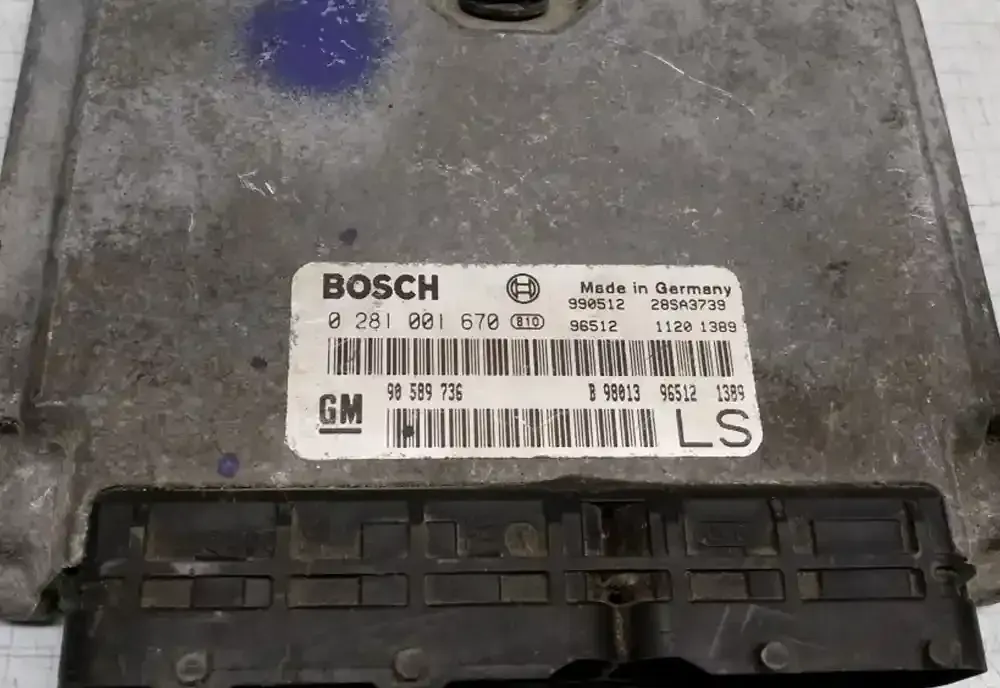 BOSCH Made in Germany
990512 28SA3739
0 281 001 670 B10 96512 1120 1389
90 589 736 B 98013 96512 1389
GM LS